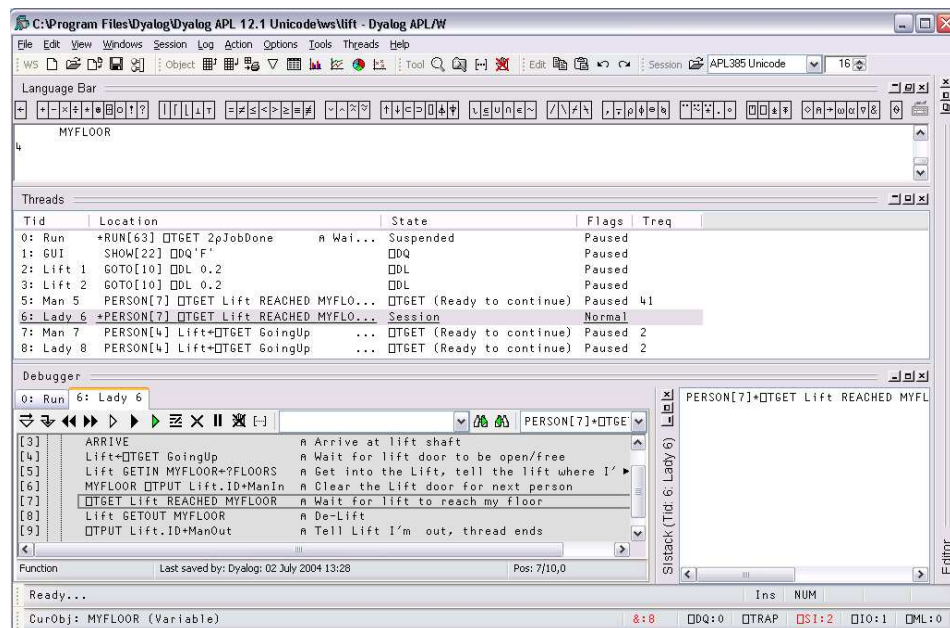 C:\Program Files\Dyalog\Dyalog APL 12.1 Unicode\ws\lift - Dyalog APL/W
File Edit View Windows Session Log Action Options Tools Threads Help
WS Object Tool Edit Session APL385 Unicode 16
Language Bar
MYFLOOR
4
Threads
Tid Location State Flags Treq
0: Run +RUN[63] ⎕TGET 2⍴JobDone ⍝ Wai... Suspended Paused
1: GUI SHOW[22] ⎕DQ'F' ⎕DQ Paused
2: Lift 1 GOTO[10] ⎕DL 0.2 ⎕DL Paused
3: Lift 2 GOTO[10] ⎕DL 0.2 ⎕DL Paused
5: Man 5 PERSON[7] ⎕TGET Lift REACHED MYFLO... ⎕TGET (Ready to continue) Paused 41
6: Lady 6 +PERSON[7] ⎕TGET Lift REACHED MYFLO... Session Normal
7: Man 7 PERSON[4] Lift←⎕TGET GoingUp ... ⎕TGET (Ready to continue) Paused 2
8: Lady 8 PERSON[4] Lift←⎕TGET GoingUp ... ⎕TGET (Ready to continue) Paused 2
Debugger
0: Run 6: Lady 6
PERSON[7]+⎕TGE
[3] ARRIVE ⍝ Arrive at lift shaft
[4] Lift←⎕TGET GoingUp ⍝ Wait for lift door to be open/free
[5] Lift GETIN MYFLOOR←?FLOORS ⍝ Get into the Lift, tell the lift where I'
[6] MYFLOOR ⎕TPUT Lift.ID+ManIn ⍝ Clear the Lift door for next person
[7] ⎕TGET Lift REACHED MYFLOOR ⍝ Wait for lift to reach my floor
[8] Lift GETOUT MYFLOOR ⍝ De-Lift
[9] ⎕TPUT Lift.ID+ManOut ⍝ Tell Lift I'm out, thread ends
Function Last saved by: Dyalog: 02 July 2004 13:28 Pos: 7/10,0
SIstack (Tid: 6: Lady 6)
PERSON[7]+⎕TGET Lift REACHED MYFL
Editor
Ready... Ins NUM
CurObj: MYFLOOR (Variable) &:8 ⎕DQ:0 ⎕TRAP ⎕SI:2 ⎕IO:1 ⎕ML:0